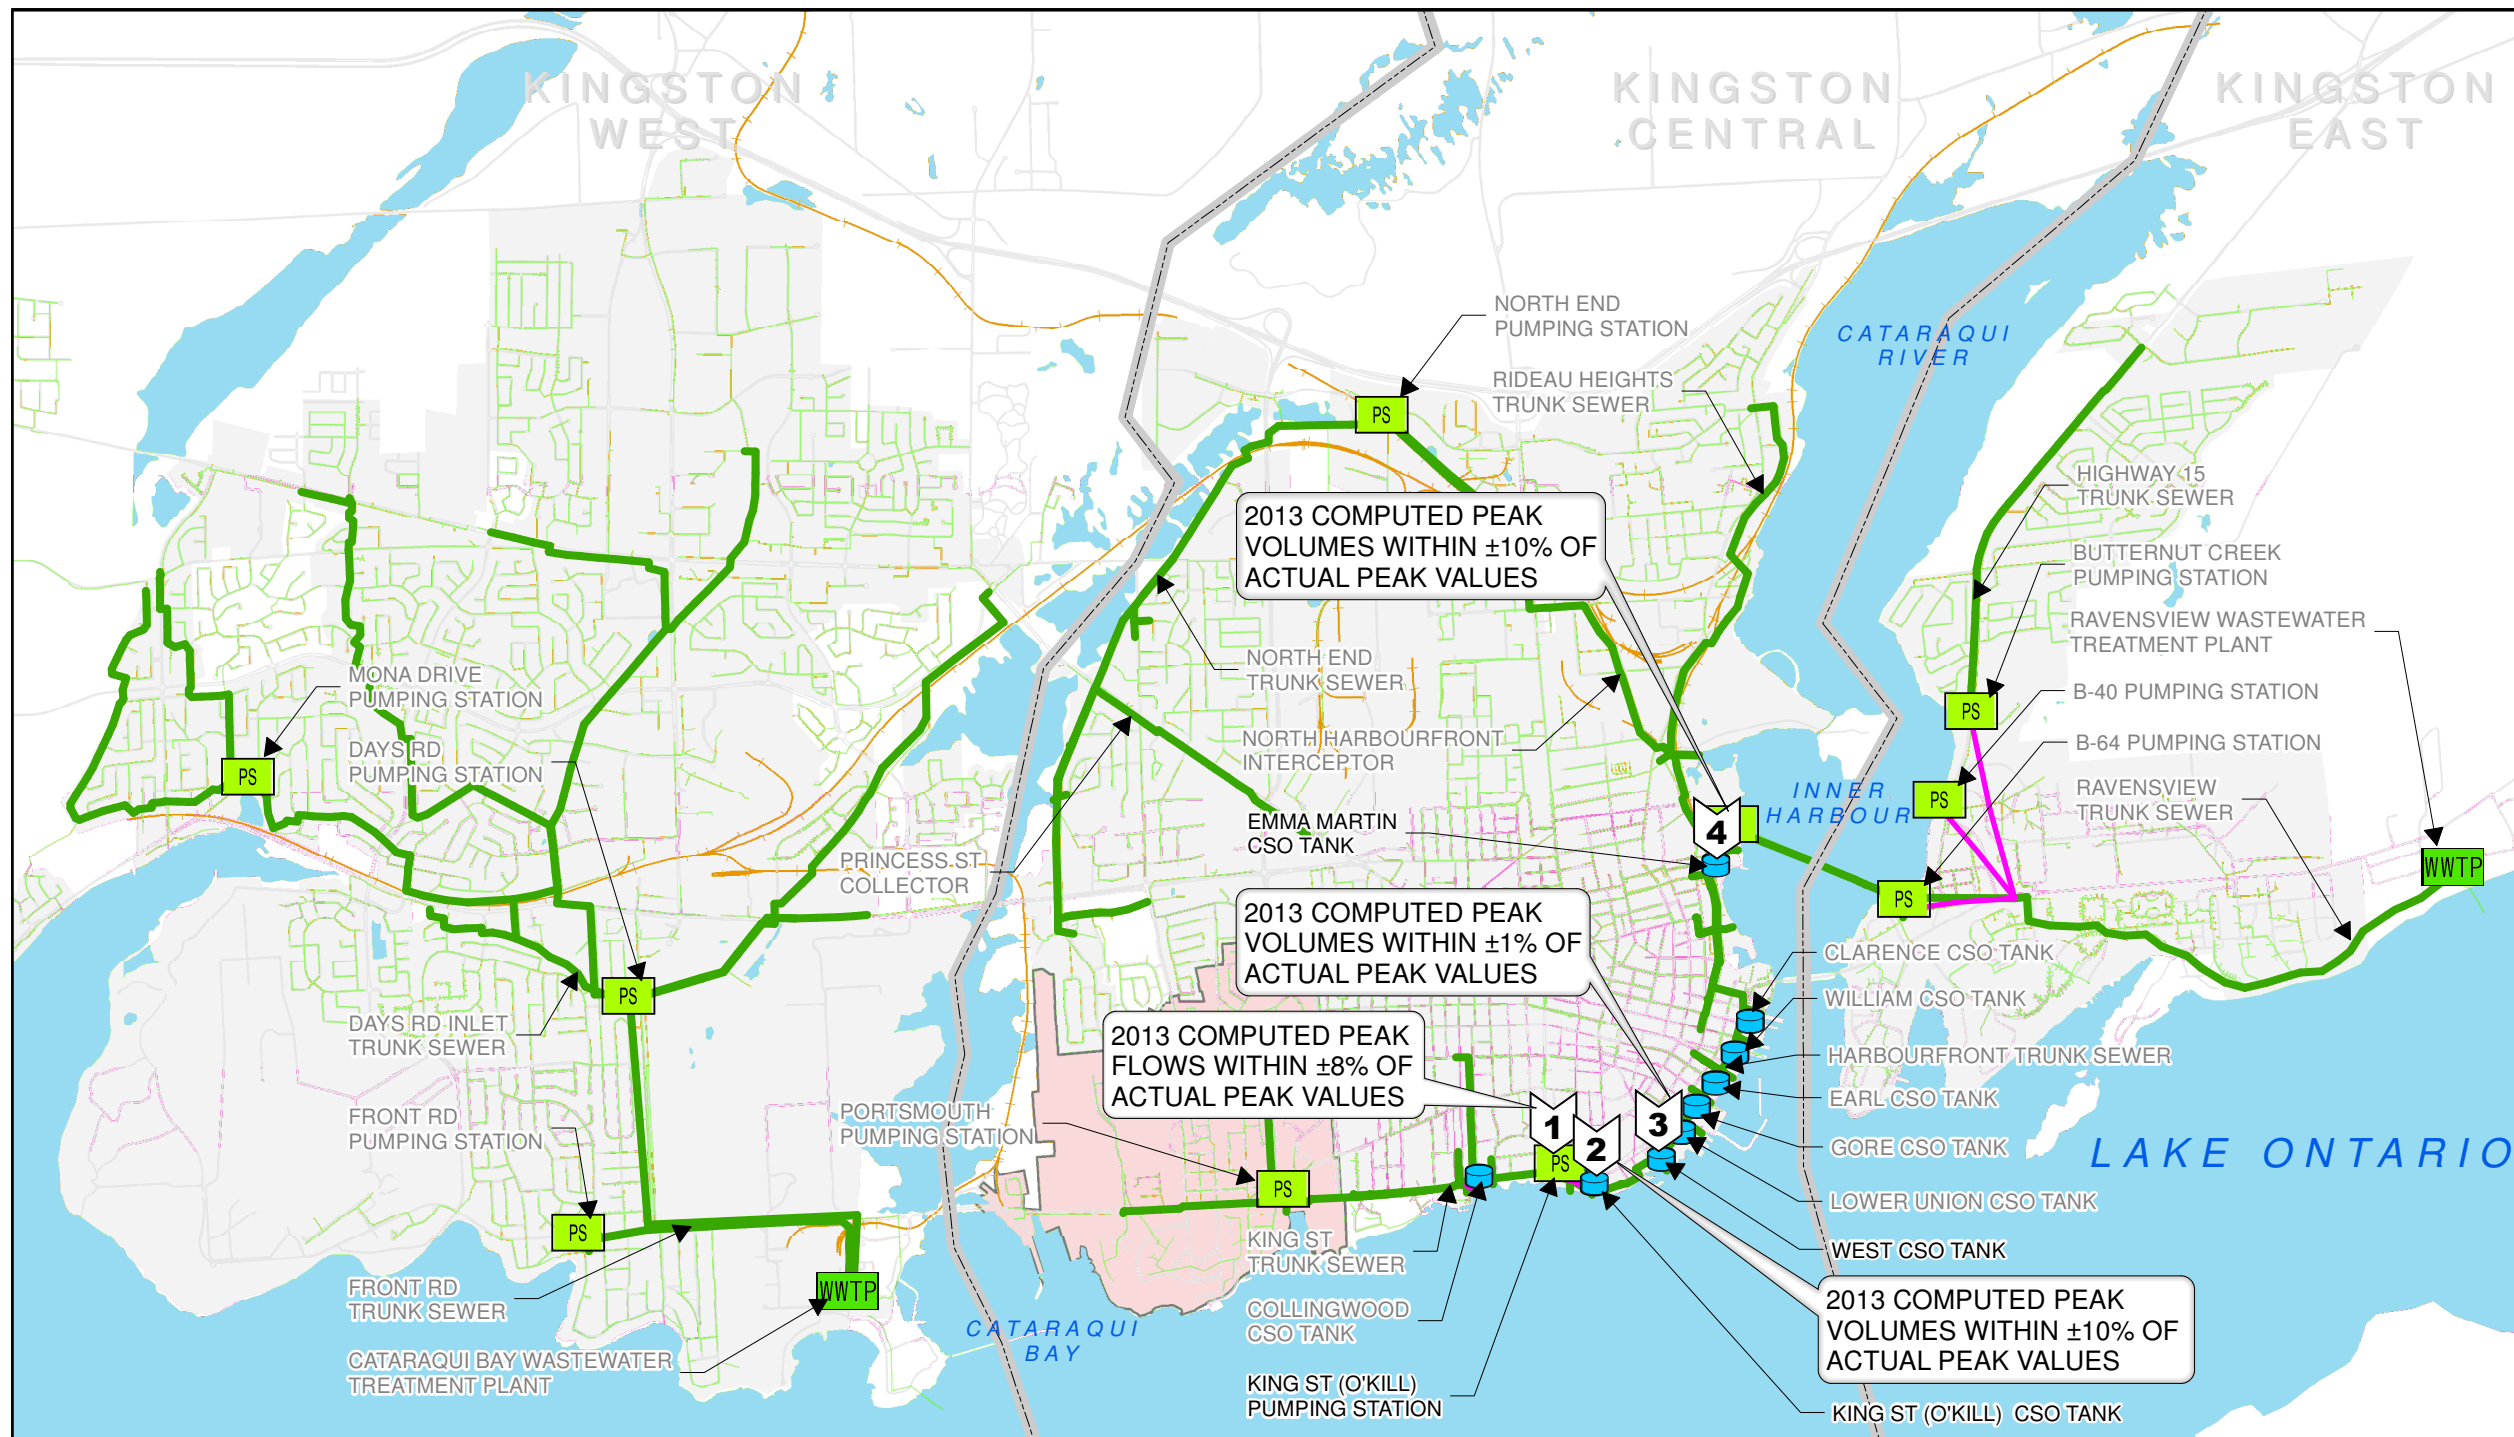 KINGSTON
WEST
KINGSTON
CENTRAL
KINGSTON
EAST
NORTH END
PUMPING STATION
CATARAQUI
RIVER
RIDEAU HEIGHTS
TRUNK SEWER
PS
HIGHWAY 15
TRUNK SEWER
2013 COMPUTED PEAK
VOLUMES WITHIN ±10% OF
ACTUAL PEAK VALUES
BUTTERNUT CREEK
PUMPING STATION
RAVENSVIEW WASTEWATER
TREATMENT PLANT
NORTH END
TRUNK SEWER
MONA DRIVE
PUMPING STATION
B-40 PUMPING STATION
PS
NORTH HARBOURFRONT
INTERCEPTOR
B-64 PUMPING STATION
DAYS RD
PUMPING STATION
PS
PS
INNER
HARBOUR
RAVENSVIEW
TRUNK SEWER
EMMA MARTIN
CSO TANK
4
PRINCESS ST
COLLECTOR
WWTP
PS
2013 COMPUTED PEAK
VOLUMES WITHIN ±1% OF
ACTUAL PEAK VALUES
CLARENCE CSO TANK
PS
WILLIAM CSO TANK
DAYS RD INLET
TRUNK SEWER
2013 COMPUTED PEAK
FLOWS WITHIN ±8% OF
ACTUAL PEAK VALUES
HARBOURFRONT TRUNK SEWER
EARL CSO TANK
FRONT RD
PUMPING STATION
PORTSMOUTH
PUMPING STATION
1
2
3
GORE CSO TANK
LAKE ONTARIO
PS
PS
LOWER UNION CSO TANK
PS
KING ST
TRUNK SEWER
WEST CSO TANK
FRONT RD
TRUNK SEWER
WWTP
COLLINGWOOD
CSO TANK
2013 COMPUTED PEAK
VOLUMES WITHIN ±10% OF
ACTUAL PEAK VALUES
CATARAQUI
BAY
CATARAQUI BAY WASTEWATER
TREATMENT PLANT
KING ST (O'KILL)
PUMPING STATION
KING ST (O'KILL)  CSO TANK